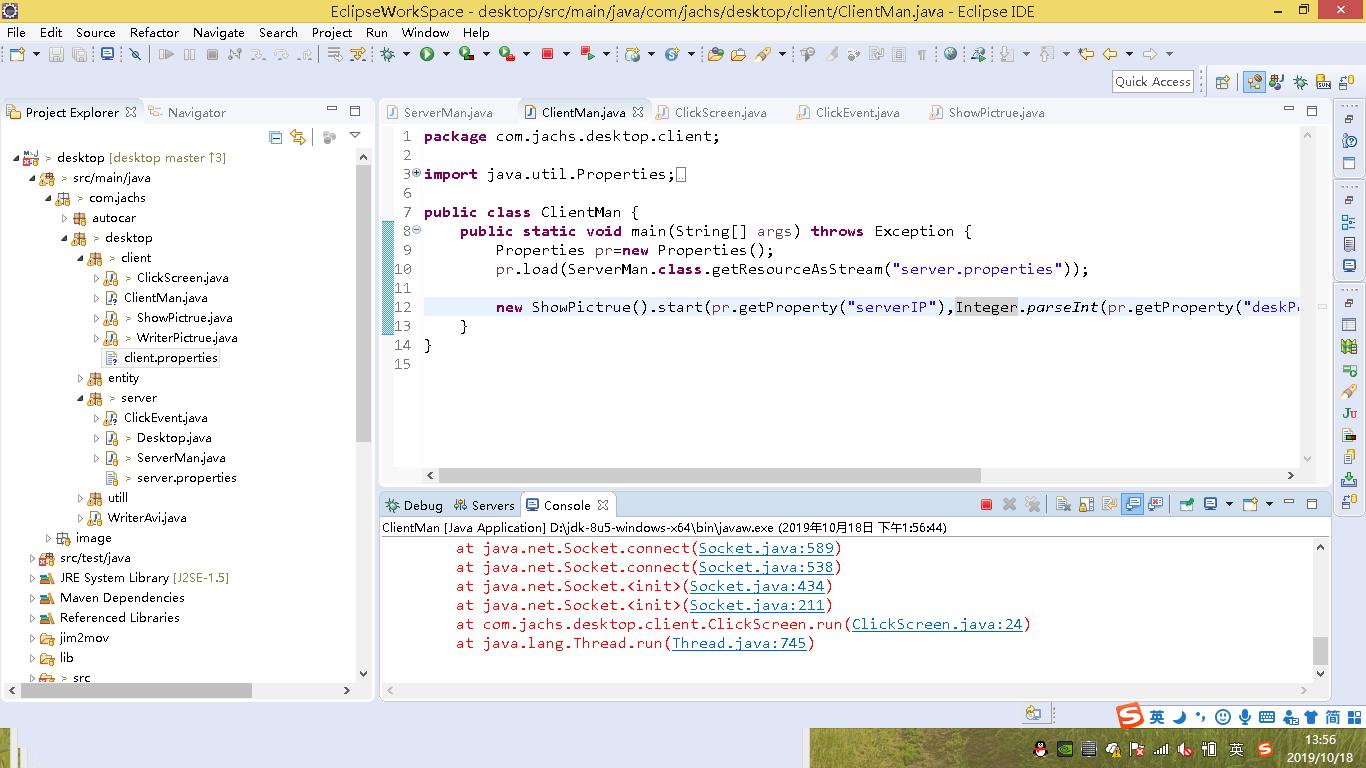 EclipseWorkSpace - desktop/src/main/java/com/jachs/desktop/client/ClientMan.java - Eclipse IDE
File Edit Source Refactor Navigate Search Project Run Window Help
Quick Access
Project Explorer Navigator
desktop [desktop master ↑3]
src/main/java
com.jachs
autocar
desktop
client
ClickScreen.java
ClientMan.java
ShowPictrue.java
WriterPictrue.java
client.properties
entity
server
ClickEvent.java
Desktop.java
ServerMan.java
server.properties
utill
WriterAvi.java
image
src/test/java
JRE System Library [J2SE-1.5]
Maven Dependencies
Referenced Libraries
jim2mov
lib
src
ServerMan.java ClientMan.java ClickScreen.java ClickEvent.java ShowPictrue.java
1 package com.jachs.desktop.client;
2
3 import java.util.Properties;
6
7 public class ClientMan {
8 public static void main(String[] args) throws Exception {
9 Properties pr=new Properties();
10 pr.load(ServerMan.class.getResourceAsStream("server.properties"));
11
12 new ShowPictrue().start(pr.getProperty("serverIP"),Integer.parseInt(pr.getProperty("deskP
13 }
14 }
15
Debug Servers Console
ClientMan [Java Application] D:\jdk-8u5-windows-x64\bin\javaw.exe (2019年10月18日 下午1:56:44)
at java.net.Socket.connect(Socket.java:589)
at java.net.Socket.connect(Socket.java:538)
at java.net.Socket.<init>(Socket.java:434)
at java.net.Socket.<init>(Socket.java:211)
at com.jachs.desktop.client.ClickScreen.run(ClickScreen.java:24)
at java.lang.Thread.run(Thread.java:745)
英 简
英
13:56
2019/10/18